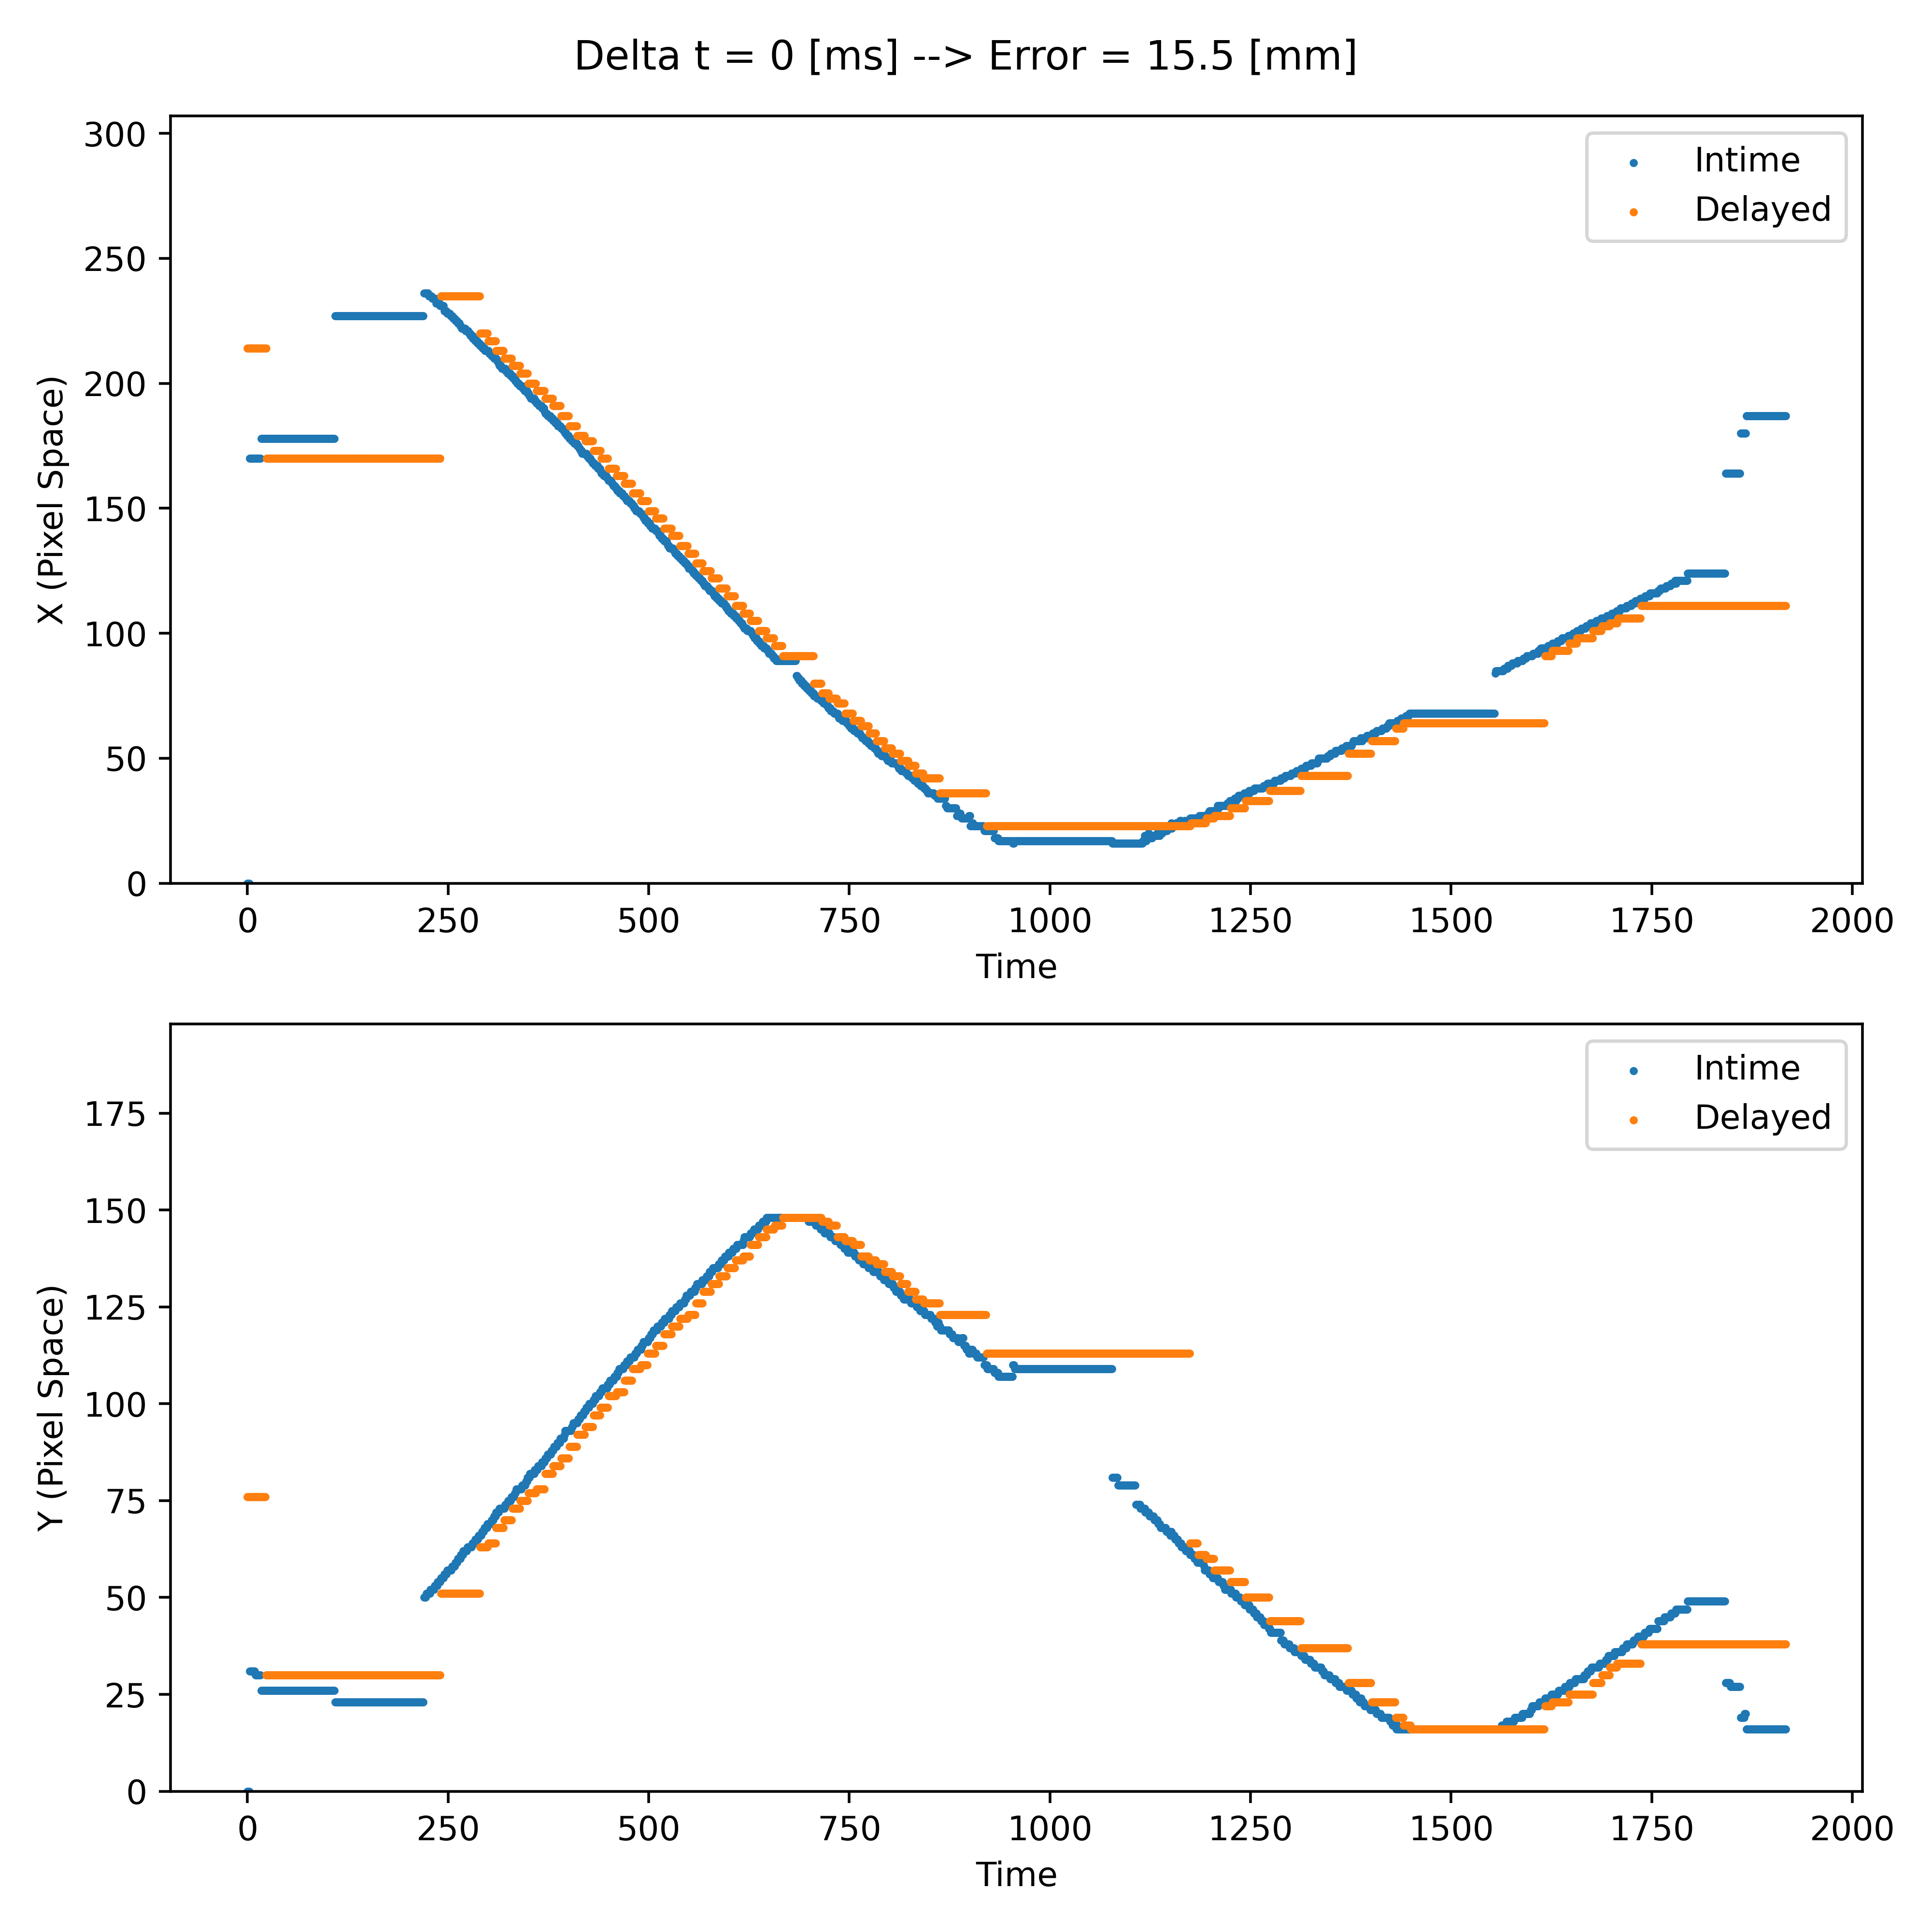 Delta t = 0 [ms] --> Error = 15.5 [mm]
300
250
200
150
100
50
0
X (Pixel Space)
Intime
Delayed
0 250 500 750 1000 1250 1500 1750 2000
Time
175
150
125
100
75
50
25
0
Y (Pixel Space)
Intime
Delayed
0 250 500 750 1000 1250 1500 1750 2000
Time